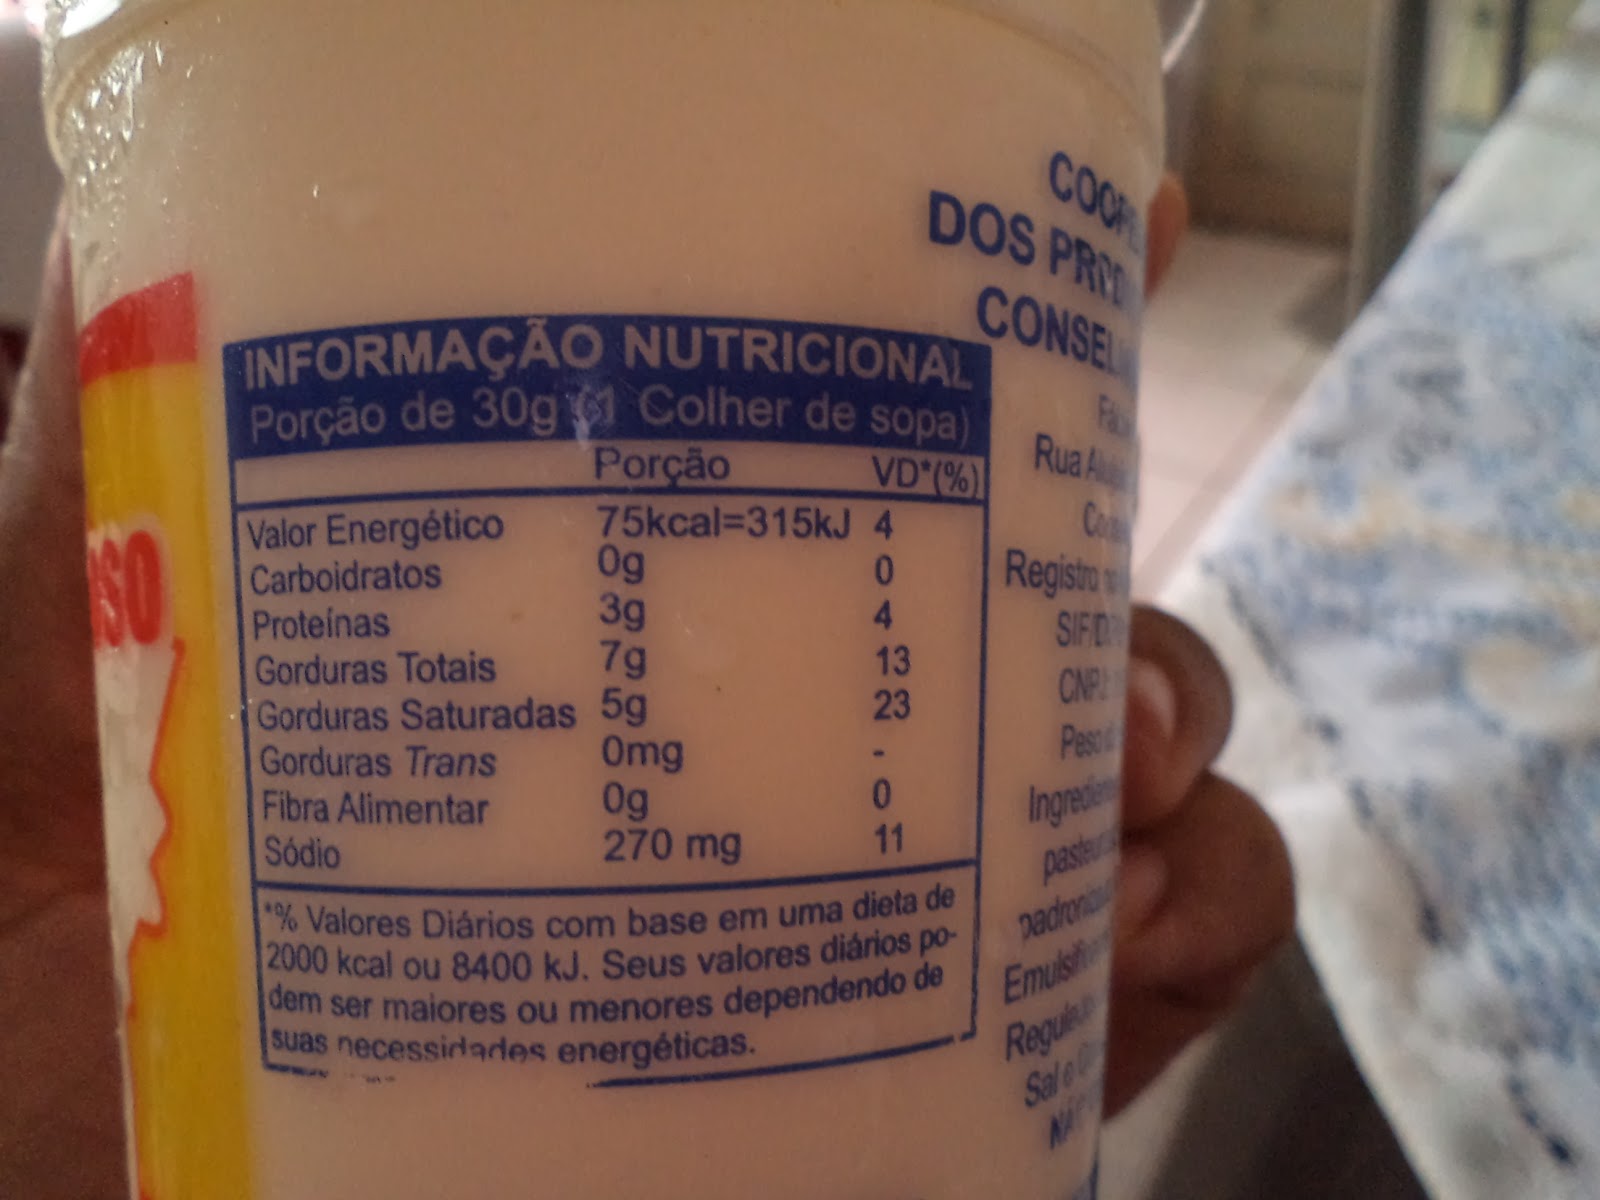 INFORMAÇÃO NUTRICIONAL
Porção de 30g (1 Colher de sopa)
Porção VD*(%)
Valor Energético 75kcal=315kJ 4
Carboidratos 0g 0
Proteínas 3g 4
Gorduras Totais 7g 13
Gorduras Saturadas 5g 23
Gorduras Trans 0mg -
Fibra Alimentar 0g 0
Sódio 270 mg 11
*% Valores Diários com base em uma dieta de
2000 kcal ou 8400 kJ. Seus valores diários po-
dem ser maiores ou menores dependendo de
suas necessidades energéticas.
DOS
Rua
Registro
Sal e